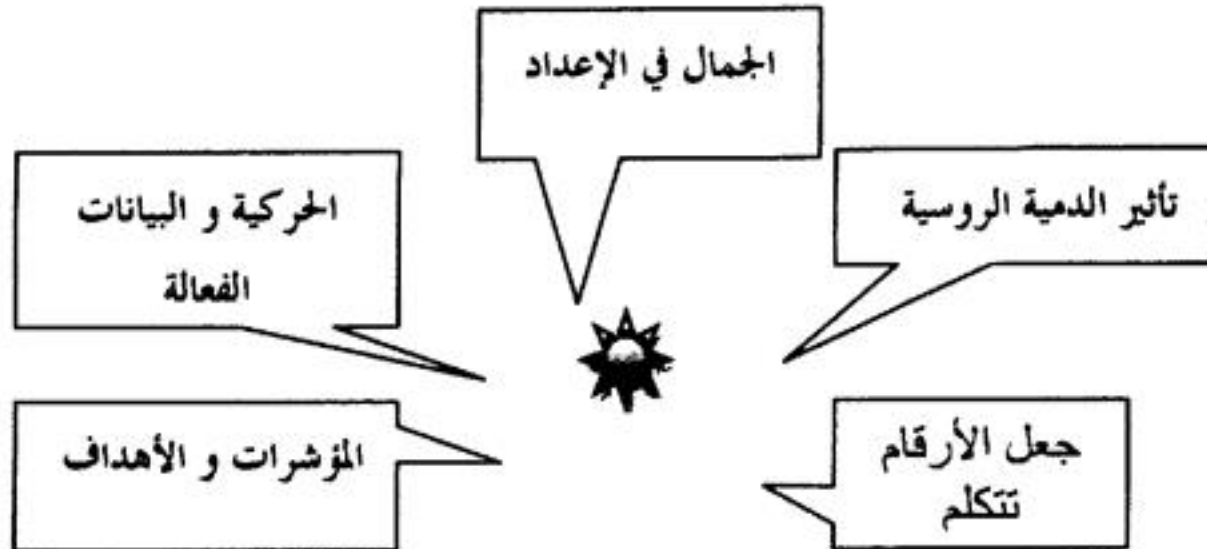 الجمال في الإعداد
تأثير الدمية الروسية
الحركية و البيانات
الفعالة
المؤشرات و الأهداف
جعل الأرقام
تتكلم